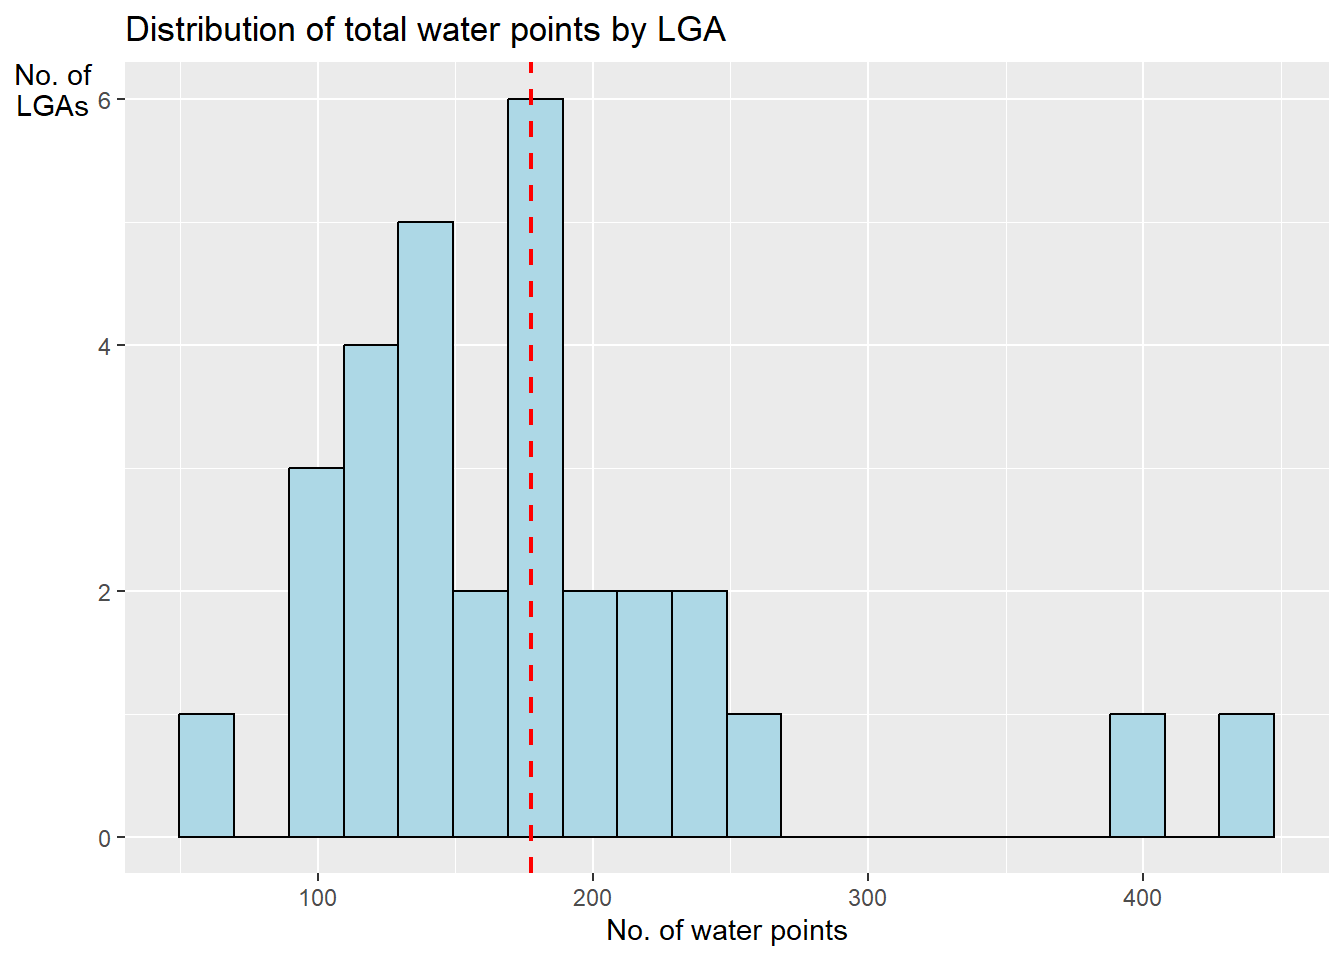 Distribution of total water points by LGA
No. of
LGAs
6
4
2
0
100
200
300
400
No. of water points